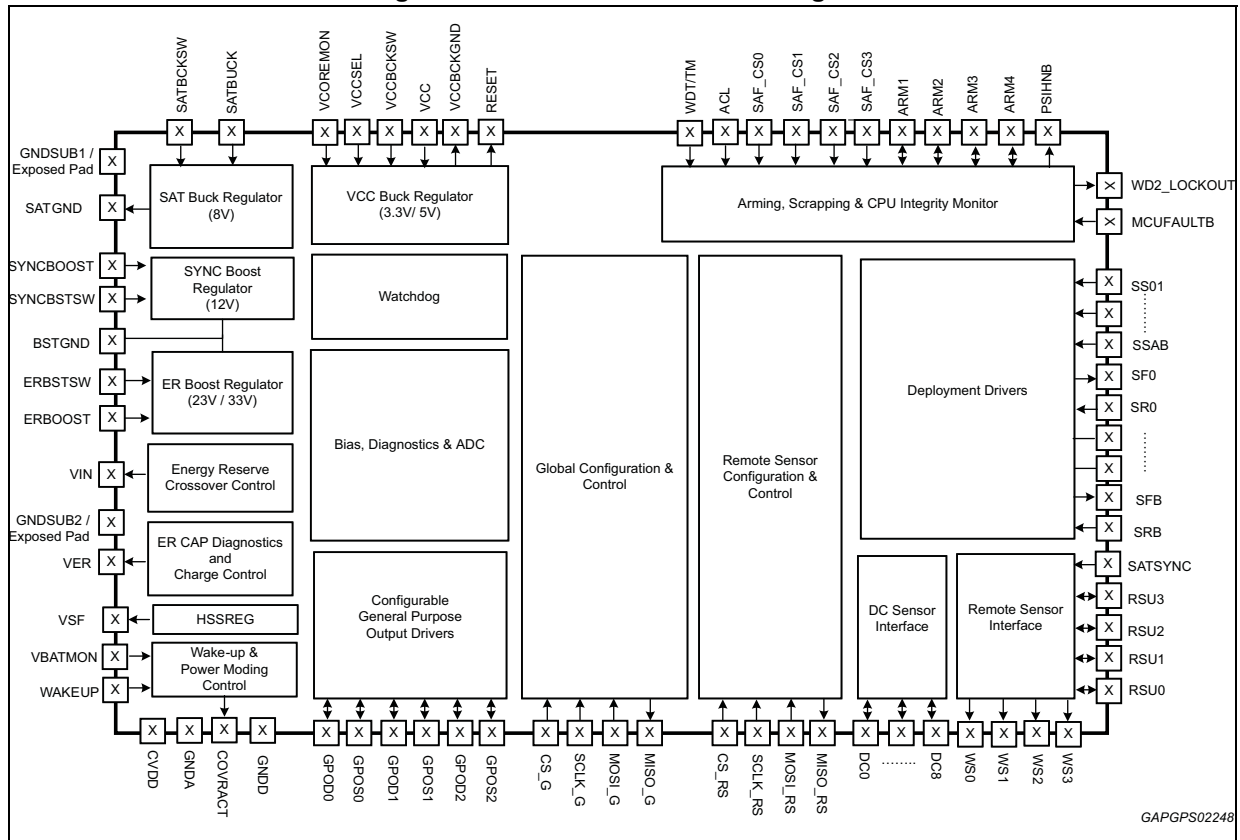 SATBCKSW
SATBUCK
VCOREMON
VCCSEL
VCCBCKSW
VCC
VCCBCKGND
RESET
WDT/TM
ACL
SAF_CS0
SAF_CS1
SAF_CS2
SAF_CS3
ARM1
ARM2
ARM3
ARM4
PSIHNB
X X X X X X X X X X X X X X X X X X X
GNDSUB1 /
Exposed Pad
X
SATGND
X
SAT Buck Regulator
(8V)
VCC Buck Regulator
(3.3V/ 5V)
Arming, Scrapping & CPU Integrity Monitor
X
WD2_LOCKOUT
X
MCUFAULTB
SYNCBOOST
X
SYNCBSTSW
X
SYNC Boost
Regulator
(12V)
Watchdog
BSTGND
X
ERBSTSW
X
ERBOOST
X
ER Boost Regulator
(23V / 33V)
Bias, Diagnostics & ADC
Global Configuration &
Control
Remote Sensor
Configuration &
Control
Deployment Drivers
X
SS01
X
........
X
SSAB
X
SF0
X
SR0
X
........
X
X
SFB
X
SRB
VIN
X
Energy Reserve
Crossover Control
GNDSUB2 /
Exposed Pad
X
VER
X
ER CAP Diagnostics
and
Charge Control
VSF
X
HSSREG
VBATMON
X
WAKEUP
X
Wake-up &
Power Moding
Control
Configurable
General Purpose
Output Drivers
DC Sensor
Interface
Remote Sensor
Interface
X
SATSYNC
X
RSU3
X
RSU2
X
RSU1
X
RSU0
X X X X X X X X X X X X X X X X X X X X X X X X X
CVDD
GNDA
COVRACT
GNDD
GPOD0
GPOS0
GPOD1
GPOS1
GPOD2
GPOS2
CS_G
SCLK_G
MOSI_G
MISO_G
CS_RS
SCLK_RS
MOSI_RS
MISO_RS
DC0
........
DC8
WS0
WS1
WS2
WS3
GAPGPS02248